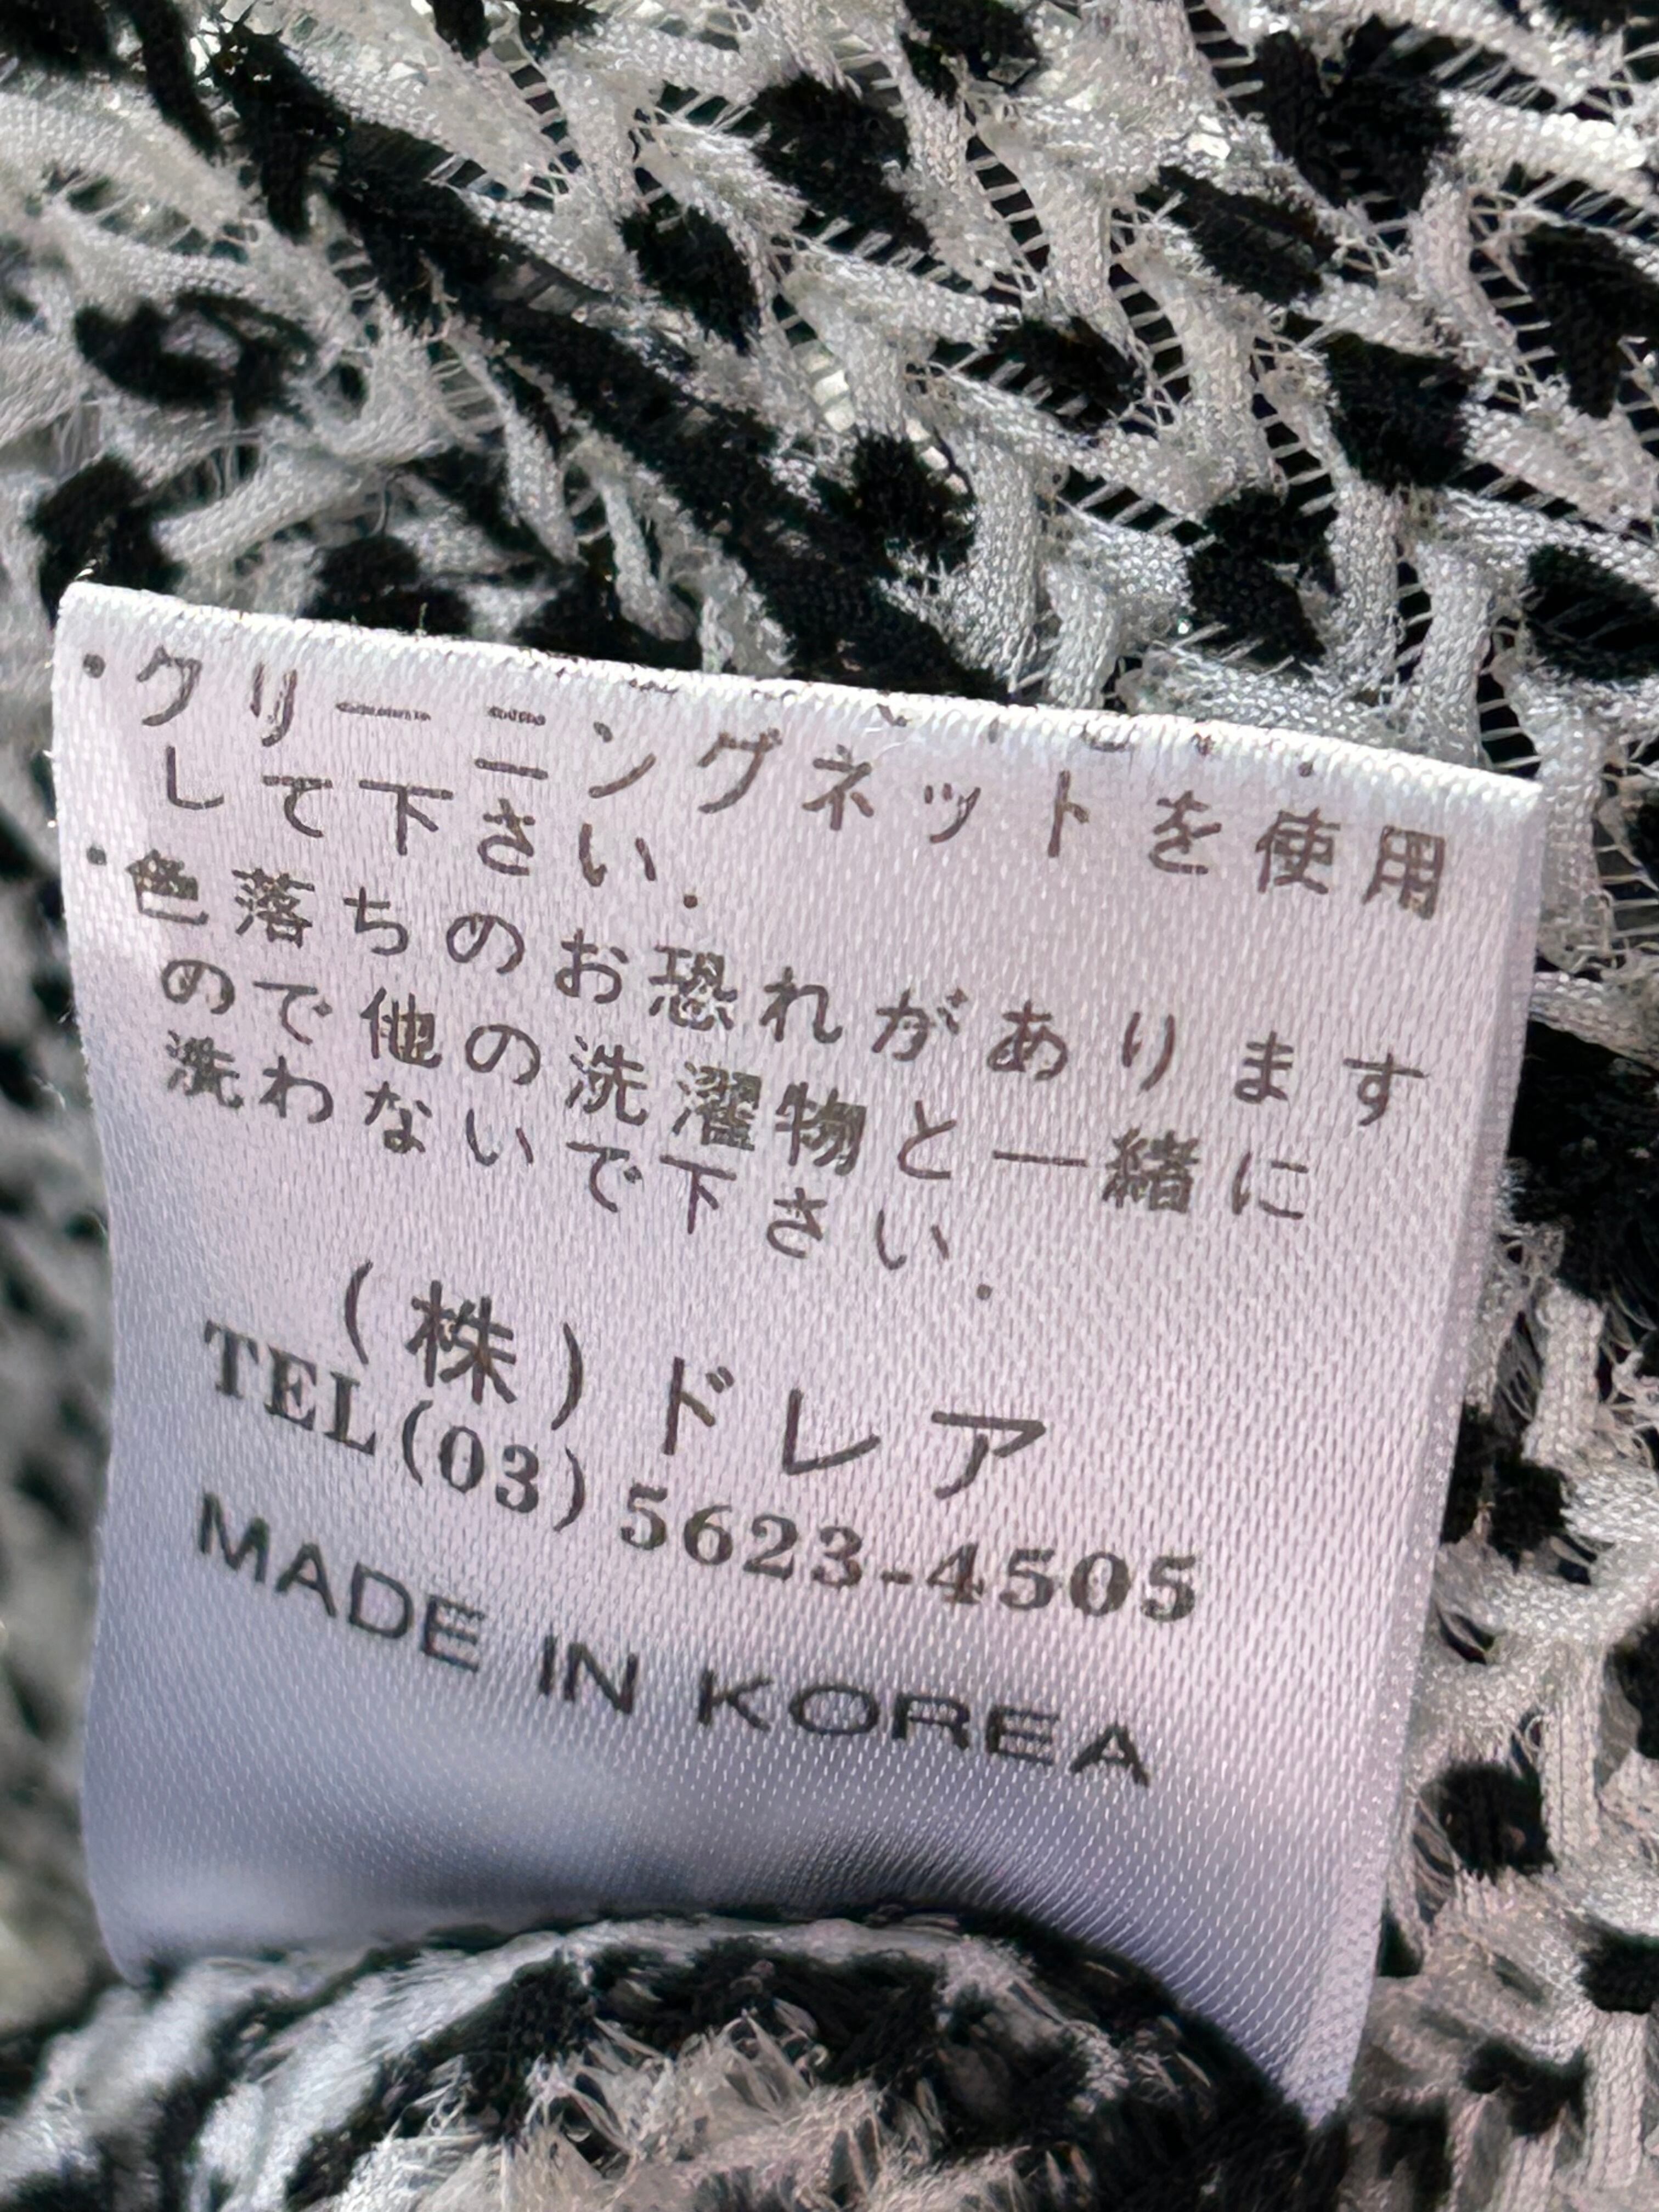 ・クリーニングネットを使用
して下さい.
・色落ちのお恐れがあります
ので他の洗濯物と一緒に
洗わないで下さい.
(株)ドレア
TEL(03)5623-4505
MADE IN KOREA